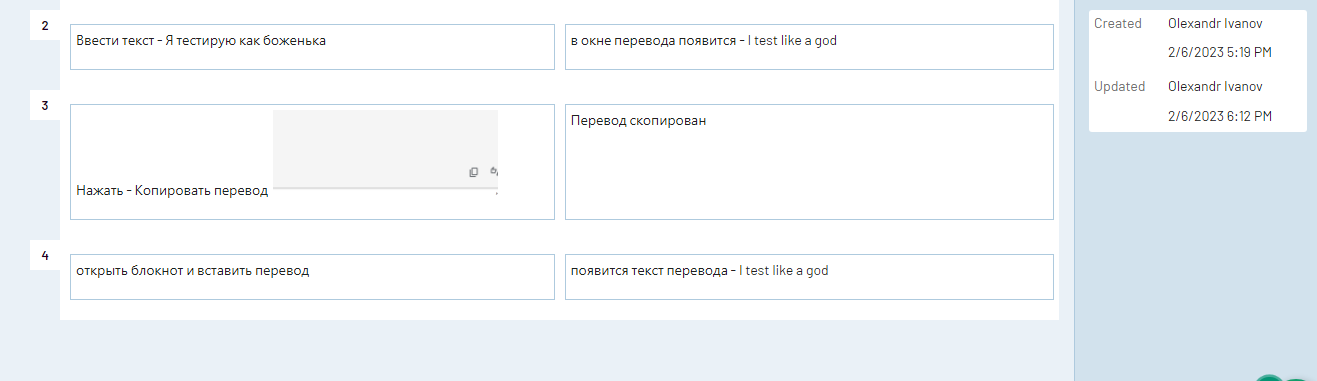 2
Ввести текст - Я тестирую как боженька
в окне перевода появится - I test like a god
3
Нажать - Копировать перевод
Перевод скопирован
4
открыть блокнот и вставить перевод
появится текст перевода - I test like a god
Created Olexandr Ivanov
2/6/2023 5:19 PM
Updated Olexandr Ivanov
2/6/2023 6:12 PM